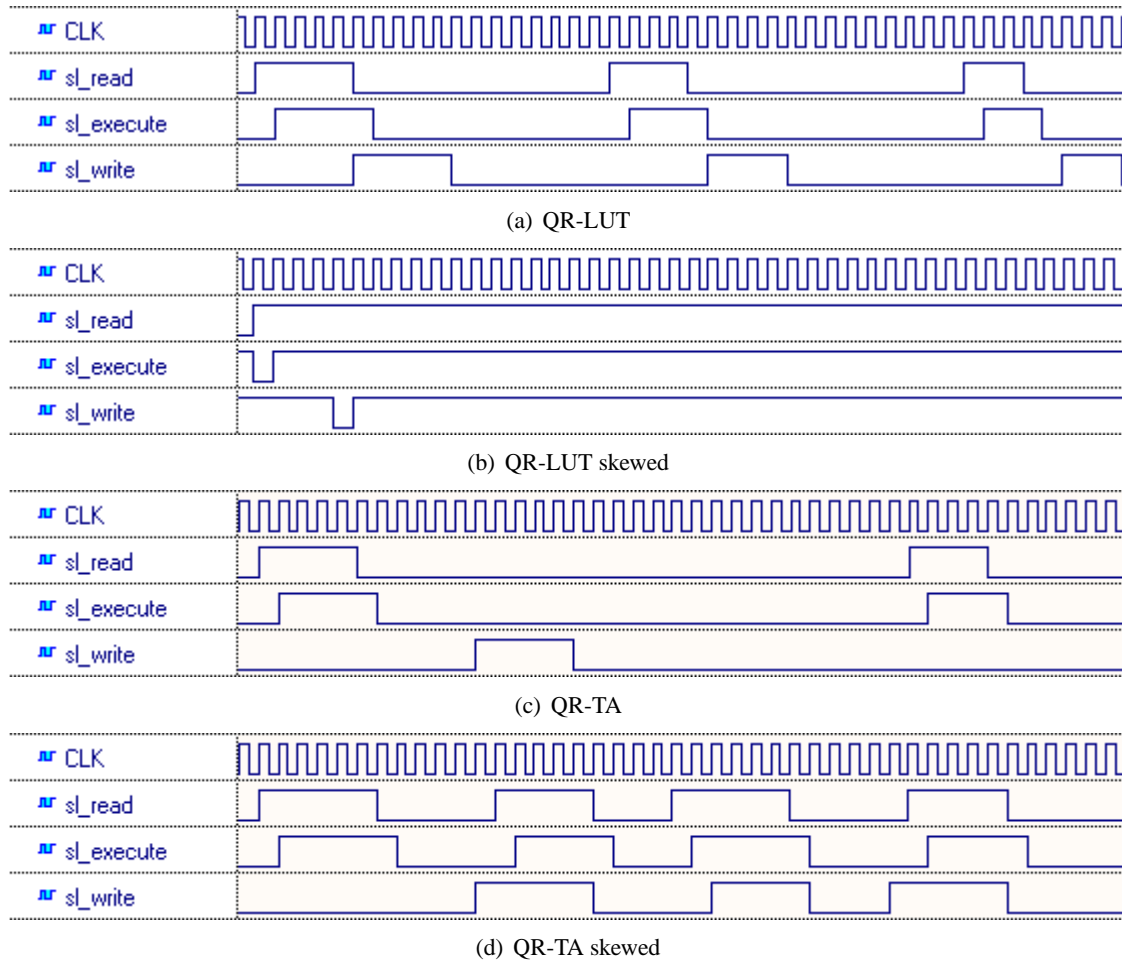 CLK
sl_read
sl_execute
sl_write
(a) QR-LUT
CLK
sl_read
sl_execute
sl_write
(b) QR-LUT skewed
CLK
sl_read
sl_execute
sl_write
(c) QR-TA
CLK
sl_read
sl_execute
sl_write
(d) QR-TA skewed